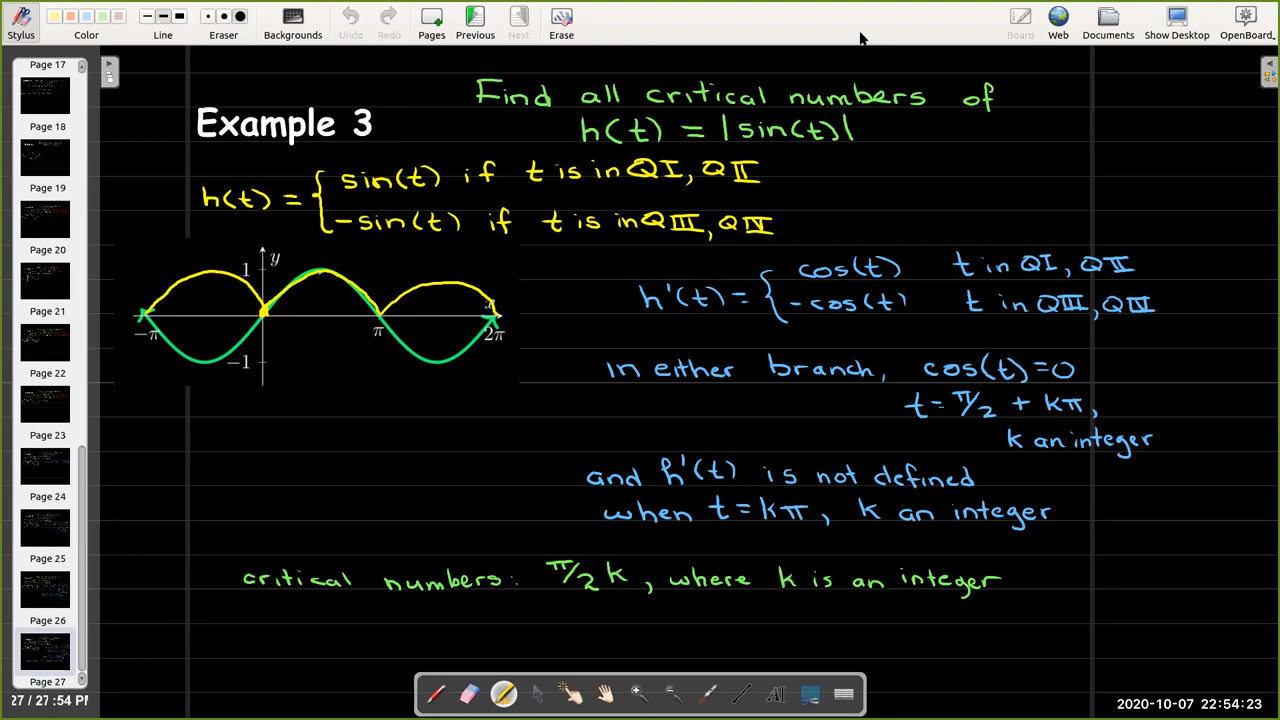 Stylus
Color
Line
Eraser
Backgrounds
Undo
Redo
Pages
Previous
Next
Erase
Board
Web
Documents
Show Desktop
OpenBoard
Page 17
Page 18
Page 19
Page 20
Page 21
Page 22
Page 23
Page 24
Page 25
Page 26
Page 27
27 / 27
:54 PM
Find all critical numbers of
h(t) = |sin(t)|
Example 3
h(t) = { sin(t) if t is in QI, QII
-sin(t) if t is in QIII, QIV
y
1
-π
-1
π
x
2π
h'(t) = { cos(t) t in QI, QII
-cos(t) t in QIII, QIV
in either branch, cos(t)=0
t = π/2 + kπ,
k an integer
and h'(t) is not defined
when t = kπ, k an integer
critical numbers: π/2 k, where k is an integer
AI
2020-10-07 22:54:23